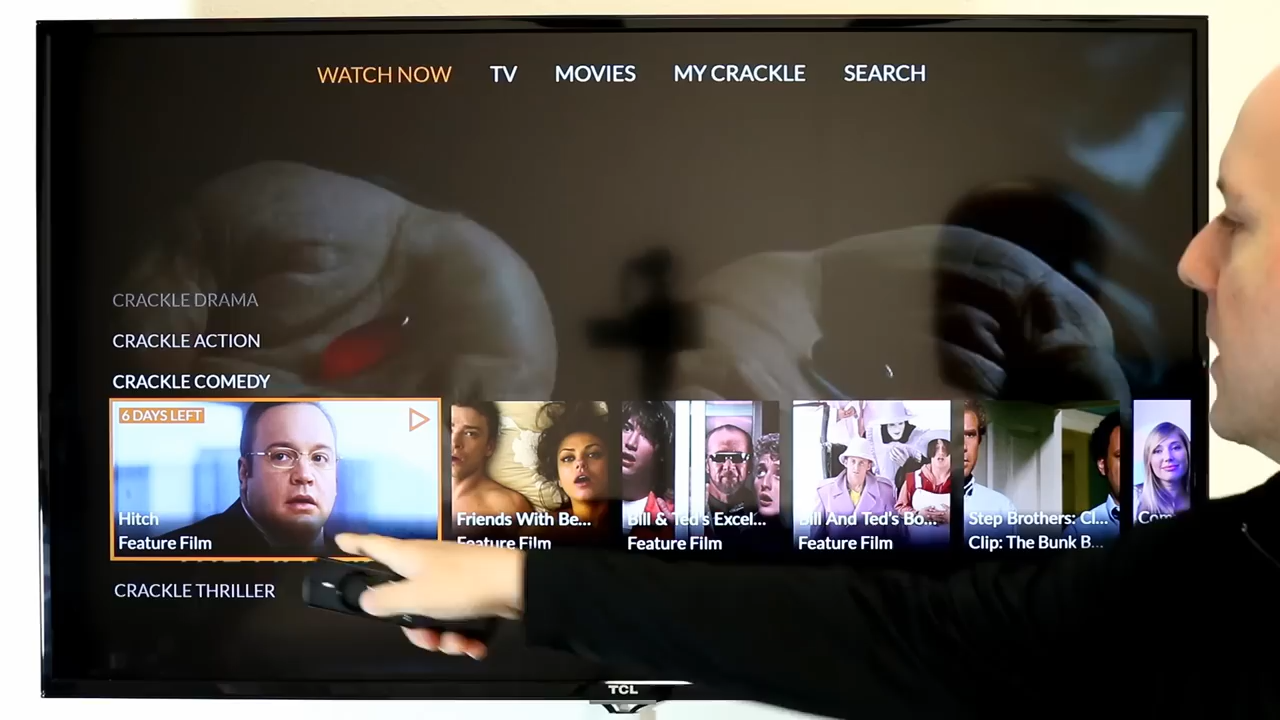 WATCH NOW TV MOVIES MY CRACKLE SEARCH
CRACKLE DRAMA
CRACKLE ACTION
CRACKLE COMEDY
6 DAYS LEFT
Hitch
Feature Film
Friends With Be...
Feature Film
Bill & Ted's Excel...
Feature Film
Bill And Ted's Bo...
Feature Film
Step Brothers: Cl...
Clip: The Bunk B...
CRACKLE THRILLER
TCL